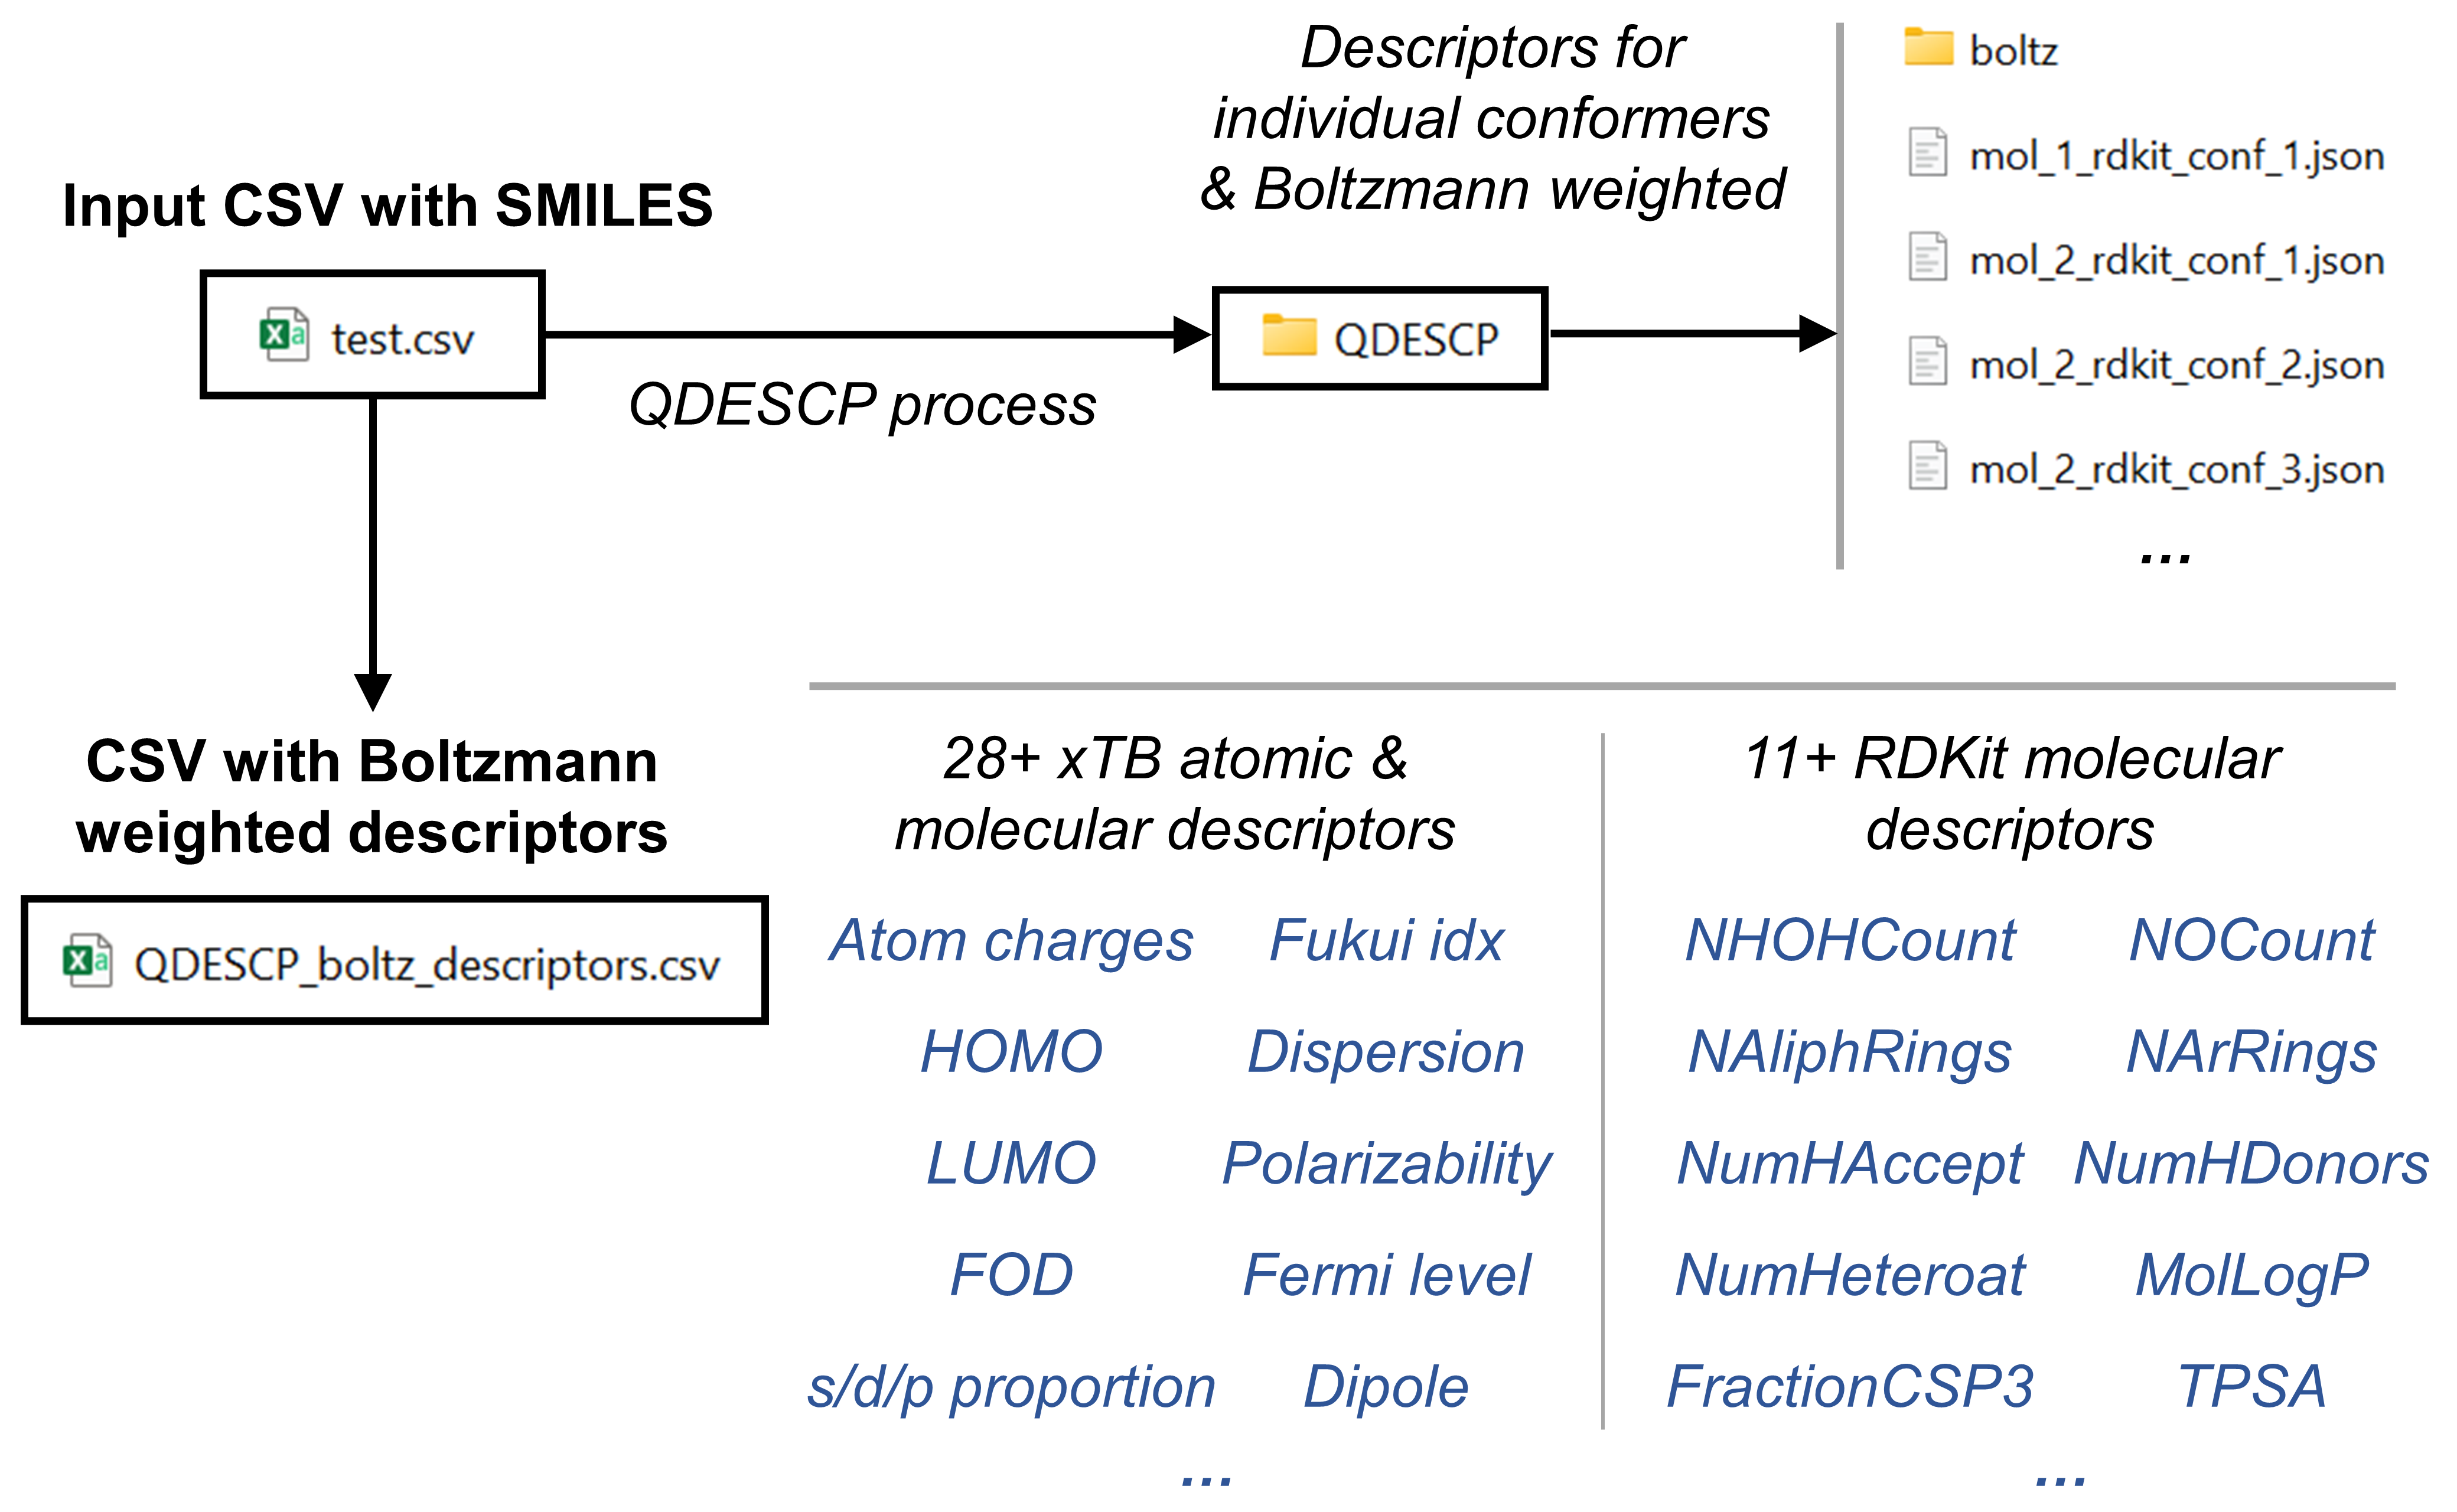 Input CSV with SMILES
test.csv
QDESCP process
Descriptors for
individual conformers
& Boltzmann weighted
QDESCP
boltz
mol_1_rdkit_conf_1.json
mol_2_rdkit_conf_1.json
mol_2_rdkit_conf_2.json
mol_2_rdkit_conf_3.json
...
CSV with Boltzmann
weighted descriptors
QDESCP_boltz_descriptors.csv
28+ xTB atomic &
molecular descriptors
Atom charges Fukui idx
HOMO Dispersion
LUMO Polarizability
FOD Fermi level
s/d/p proportion Dipole
...
11+ RDKit molecular
descriptors
NHOHCount NOCount
NAliphRings NArRings
NumHAccept NumHDonors
NumHeteroat MolLogP
FractionCSP3 TPSA
...